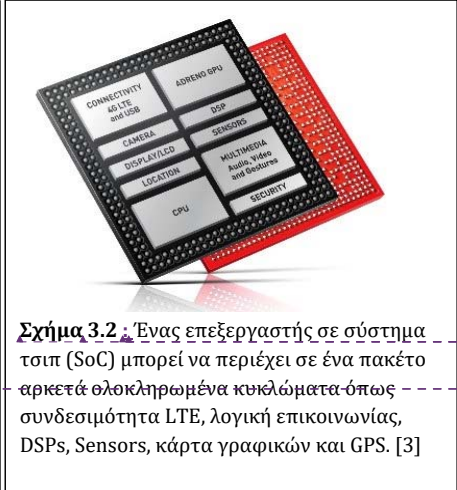 CONNECTIVITY
4G LTE
and USB
ADRENO GPU
CAMERA
DISPLAY/LCD
LOCATION
CPU
DSP
SENSORS
MULTIMEDIA
Audio, Video
and Gestures
SECURITY
Σχήμα 3.2 : Ένας επεξεργαστής σε σύστημα
τσιπ (SoC) μπορεί να περιέχει σε ένα πακέτο
αρκετά ολοκληρωμένα κυκλώματα όπως
συνδεσιμότητα LTE, λογική επικοινωνίας,
DSPs, Sensors, κάρτα γραφικών και GPS. [3]